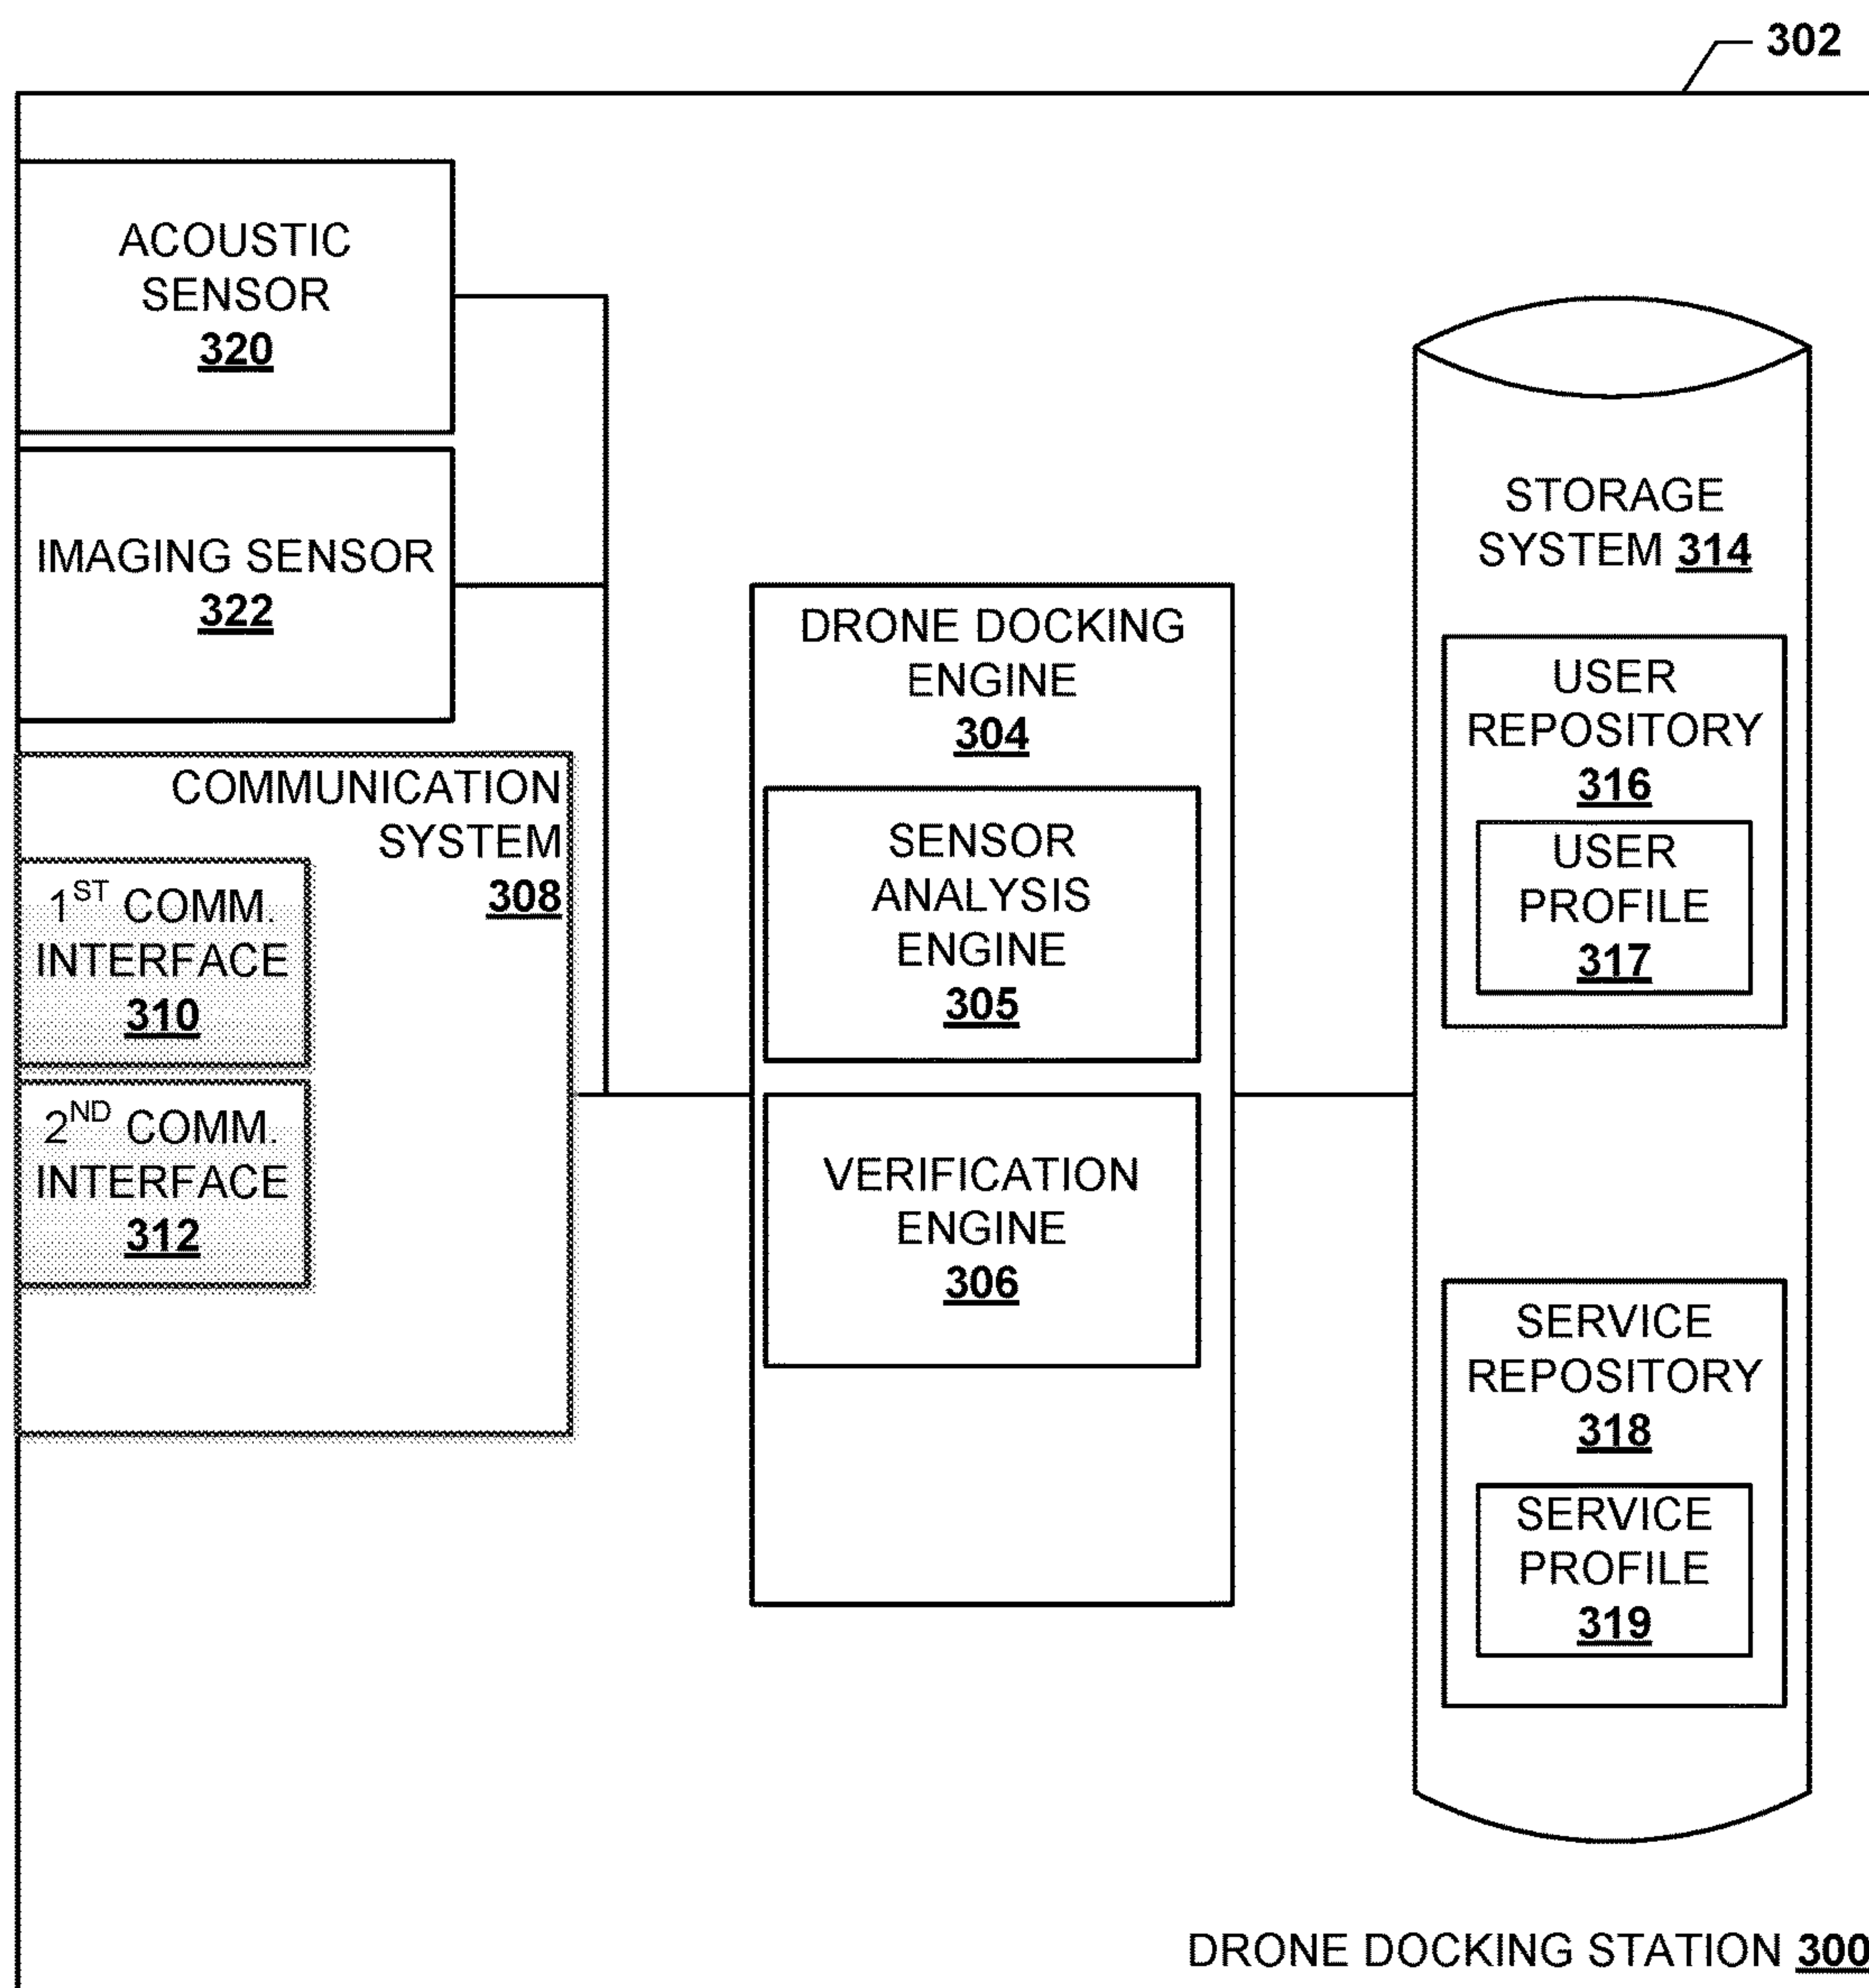 302
ACOUSTIC
SENSOR
320
IMAGING SENSOR
322
COMMUNICATION
SYSTEM
308
1ST COMM.
INTERFACE
310
2ND COMM.
INTERFACE
312
DRONE DOCKING
ENGINE
304
SENSOR
ANALYSIS
ENGINE
305
VERIFICATION
ENGINE
306
STORAGE
SYSTEM 314
USER
REPOSITORY
316
USER
PROFILE
317
SERVICE
REPOSITORY
318
SERVICE
PROFILE
319
DRONE DOCKING STATION 300